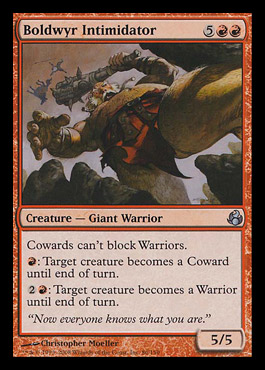 Boldwyr Intimidator 5
Creature — Giant Warrior
Cowards can't block Warriors.
: Target creature becomes a Coward
until end of turn.
2 : Target creature becomes a Warrior
until end of turn.
“Now everyone knows what you are.”
Christopher Moeller
5/5